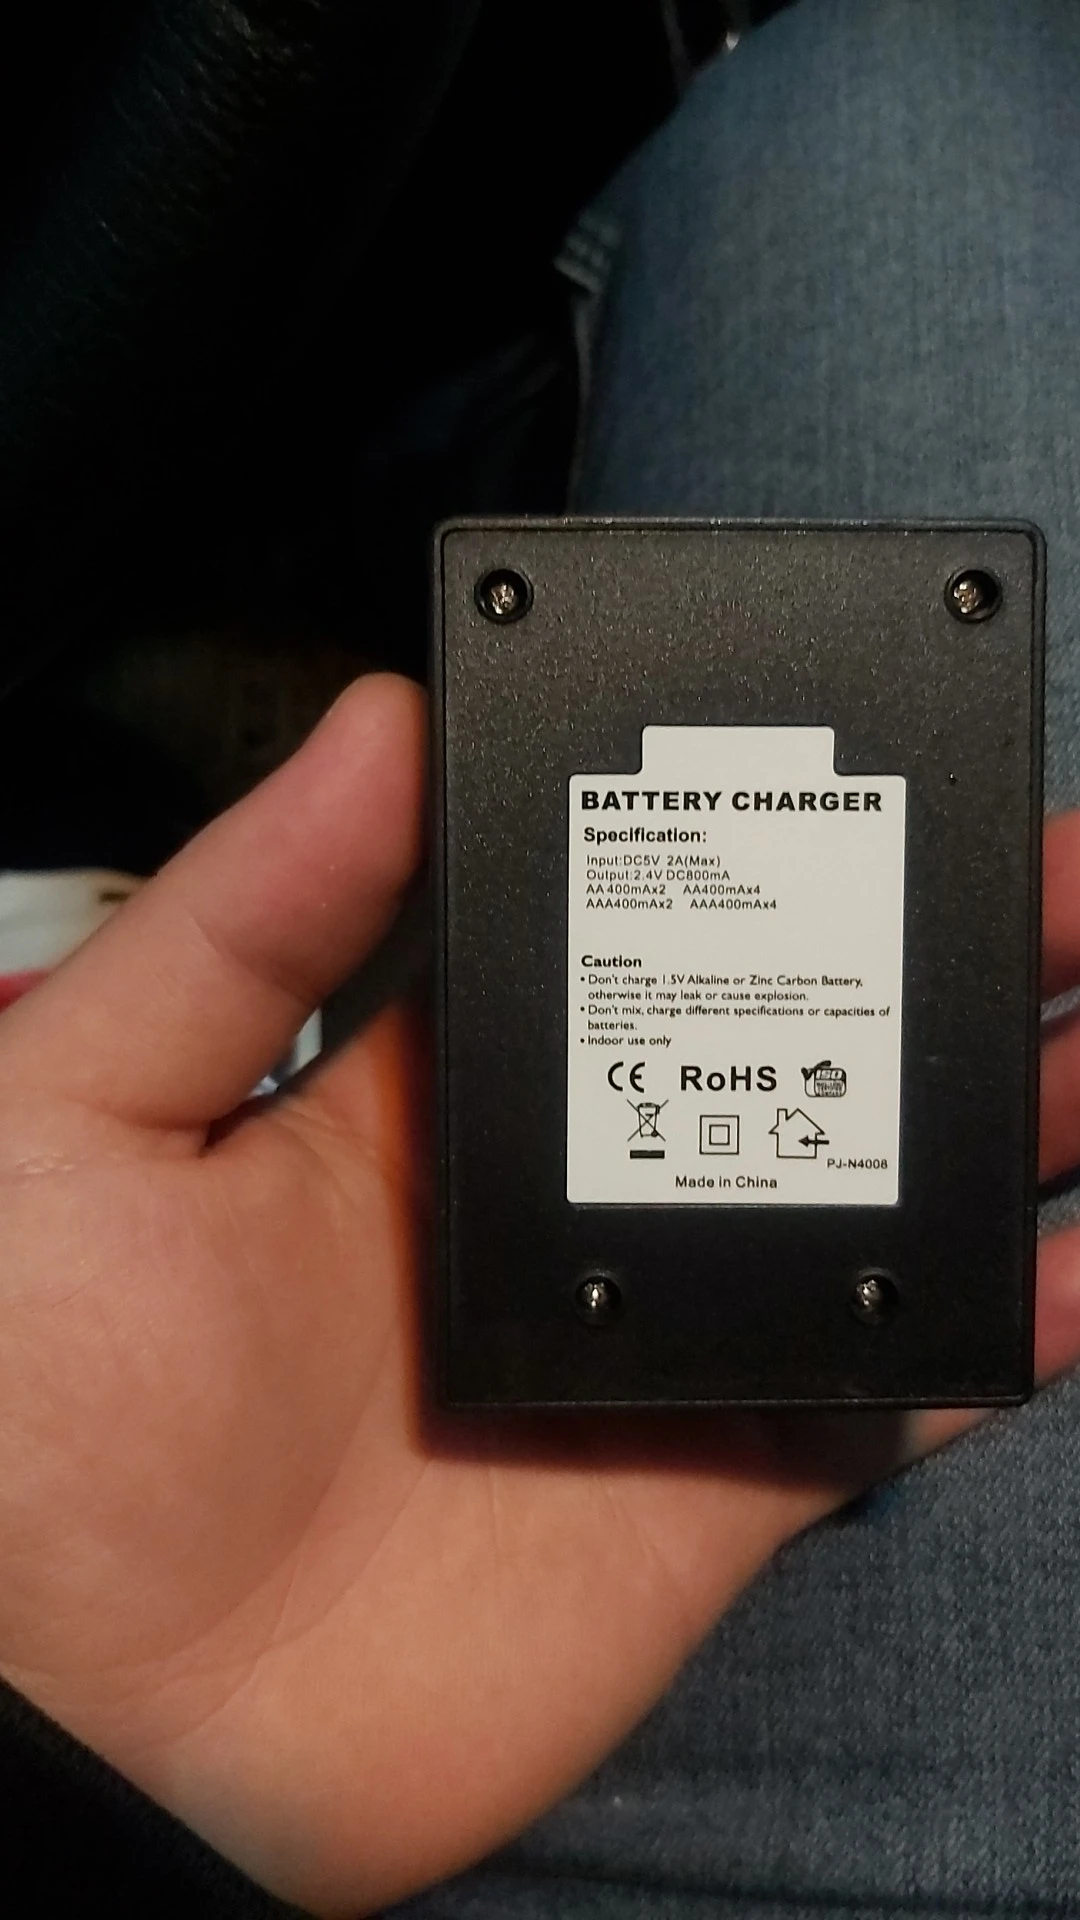 BATTERY CHARGER
Specification:
Input:DC5V 2A(Max)
Output:2.4V DC800mA
AA 400mAx2 AA400mAx4
AAA400mAx2 AAA400mAx4
Caution
• Don't charge 1.5V Alkaline or Zinc Carbon Battery,
otherwise it may leak or cause explosion.
• Don't mix, charge different specifications or capacities of
batteries.
• Indoor use only
CE RoHS
PJ-N4008
Made in China